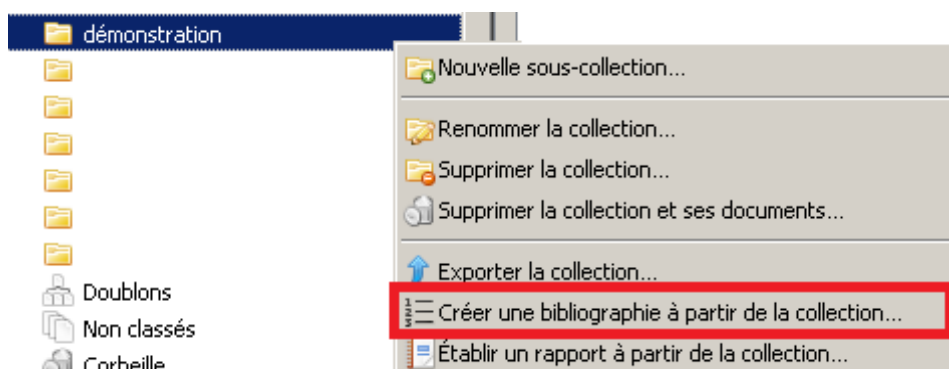 démonstration
Nouvelle sous-collection...
Renommer la collection...
Supprimer la collection...
Supprimer la collection et ses documents...
Exporter la collection...
Créer une bibliographie à partir de la collection...
Établir un rapport à partir de la collection...
Doublons
Non classés
Corbeille